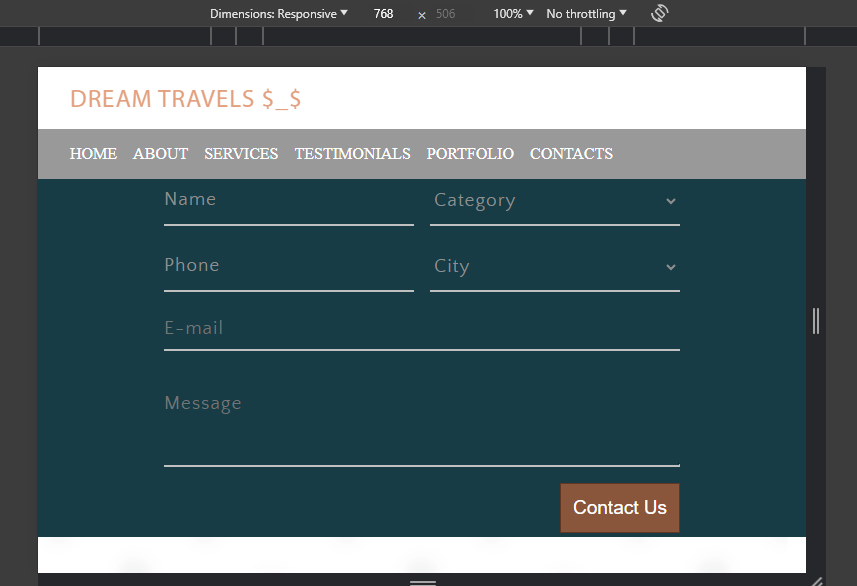 Dimensions: Responsive 768 x 506 100% No throttling
DREAM TRAVELS $_$
HOME ABOUT SERVICES TESTIMONIALS PORTFOLIO CONTACTS
Name Category
Phone City
E-mail
Message
Contact Us